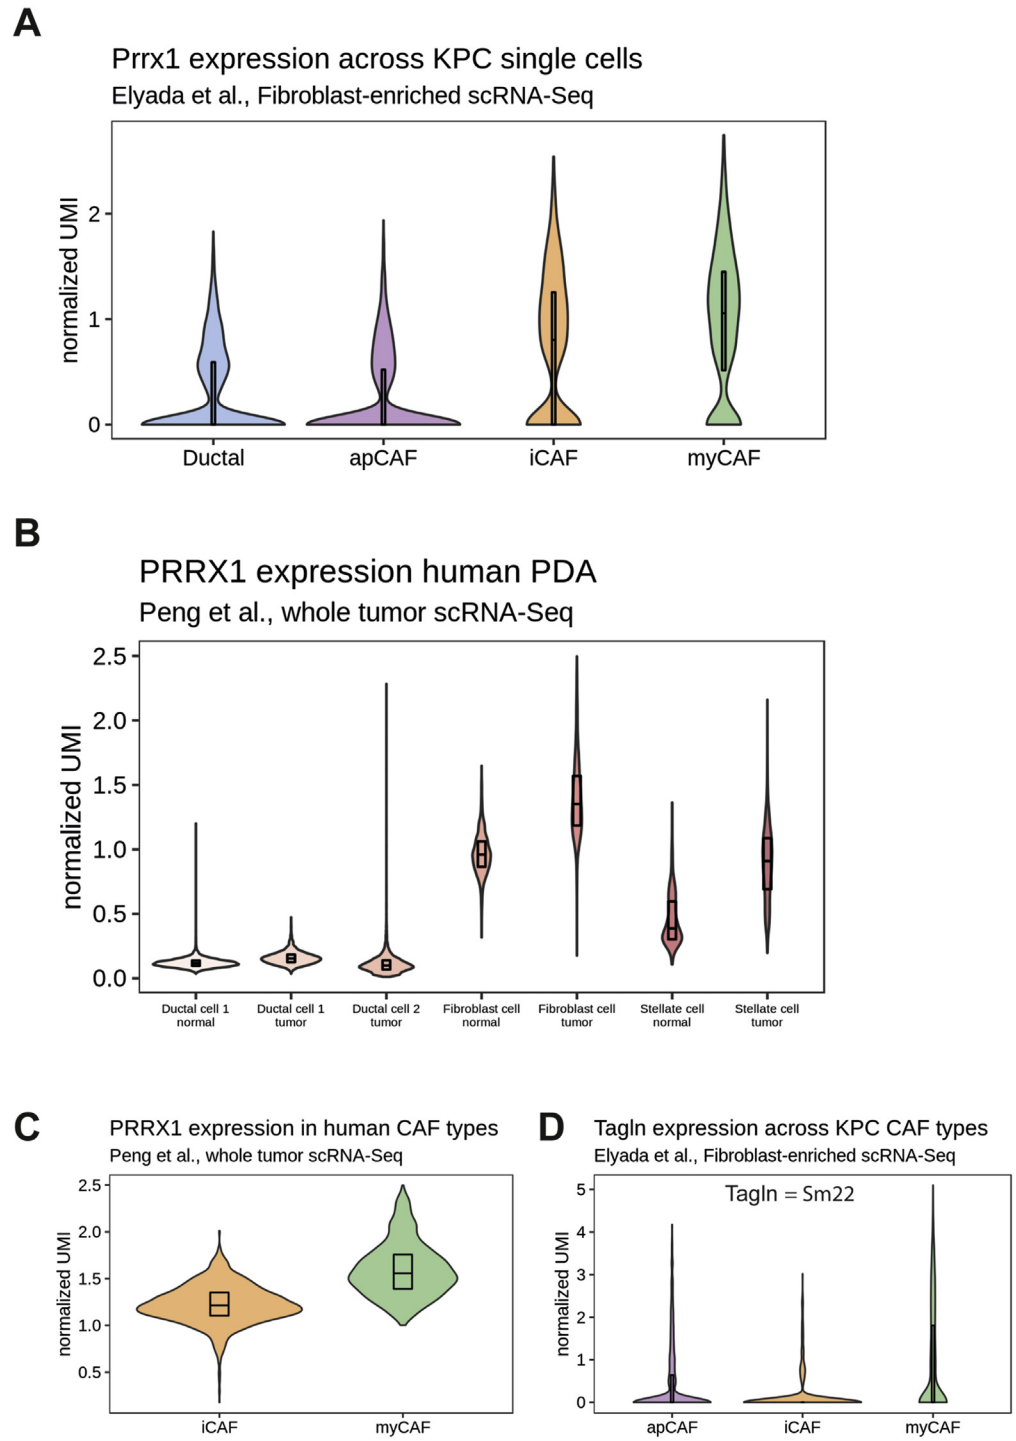 A
Prrx1 expression across KPC single cells
Elyada et al., Fibroblast-enriched scRNA-Seq
normalized UMI
2
1
0
Ductal apCAF iCAF myCAF
B
PRRX1 expression human PDA
Peng et al., whole tumor scRNA-Seq
normalized UMI
2.5
2.0
1.5
1.0
0.5
0.0
Ductal cell 1 Ductal cell 1 Ductal cell 2 Fibroblast cell Fibroblast cell Stellate cell Stellate cell
normal tumor tumor normal tumor normal tumor
C
PRRX1 expression in human CAF types
Peng et al., whole tumor scRNA-Seq
normalized UMI
2.5
2.0
1.5
1.0
0.5
iCAF myCAF
D
Tagln expression across KPC CAF types
Elyada et al., Fibroblast-enriched scRNA-Seq
Tagln = Sm22
normalized UMI
5
4
3
2
1
0
apCAF iCAF myCAF